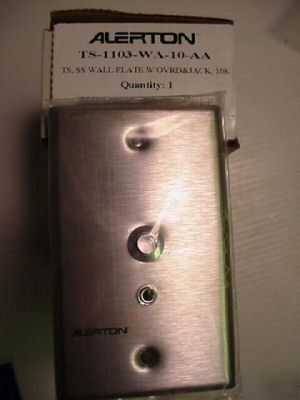 ALERTON
TS-1103-WA-10-AA
TS, SS WALL PLATE W/OVRD&JACK, 10K
Quantity: 1
ALERTON